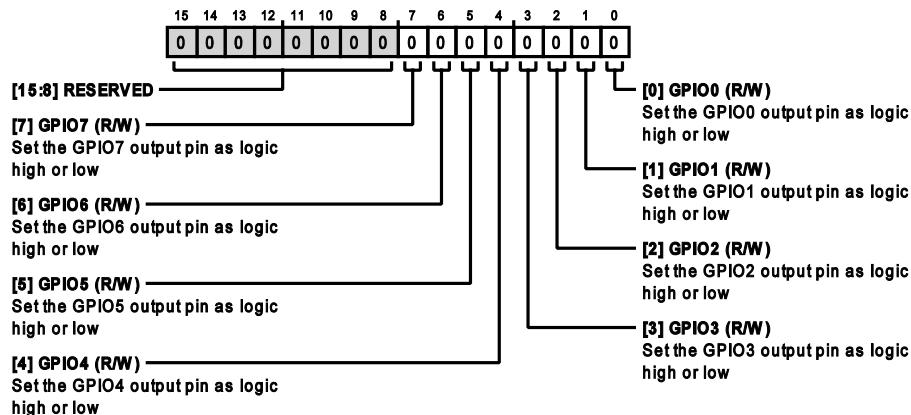 15 14 13 12 11 10 9 8 7 6 5 4 3 2 1 0
0 0 0 0 0 0 0 0 0 0 0 0 0 0 0 0
[15:8] RESERVED
[7] GPIO7 (R/W)
Set the GPIO7 output pin as logic
high or low
[6] GPIO6 (R/W)
Set the GPIO6 output pin as logic
high or low
[5] GPIO5 (R/W)
Set the GPIO5 output pin as logic
high or low
[4] GPIO4 (R/W)
Set the GPIO4 output pin as logic
high or low
[0] GPIO0 (R/W)
Set the GPIO0 output pin as logic
high or low
[1] GPIO1 (R/W)
Set the GPIO1 output pin as logic
high or low
[2] GPIO2 (R/W)
Set the GPIO2 output pin as logic
high or low
[3] GPIO3 (R/W)
Set the GPIO3 output pin as logic
high or low